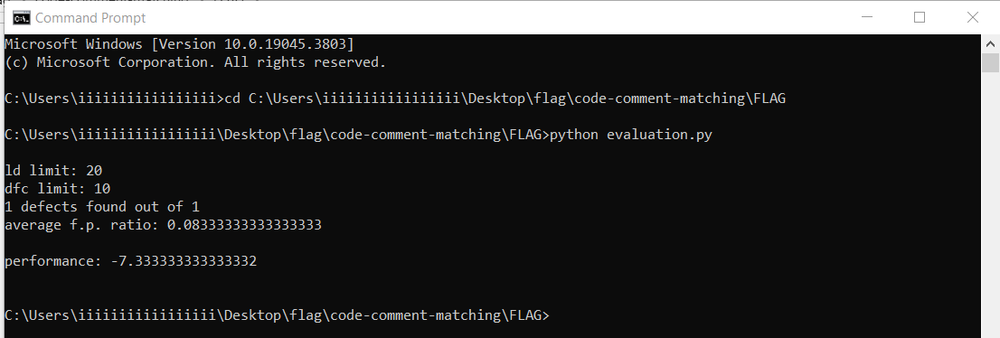 Command Prompt
Microsoft Windows [Version 10.0.19045.3803]
(c) Microsoft Corporation. All rights reserved.
C:\Users\iiiiiiiiiiiiiiiii>cd C:\Users\iiiiiiiiiiiiiiiii\Desktop\flag\code-comment-matching\FLAG
C:\Users\iiiiiiiiiiiiiiiii\Desktop\flag\code-comment-matching\FLAG>python evaluation.py
ld limit: 20
dfc limit: 10
1 defects found out of 1
average f.p. ratio: 0.08333333333333333
performance: -7.333333333333332
C:\Users\iiiiiiiiiiiiiiiii\Desktop\flag\code-comment-matching\FLAG>